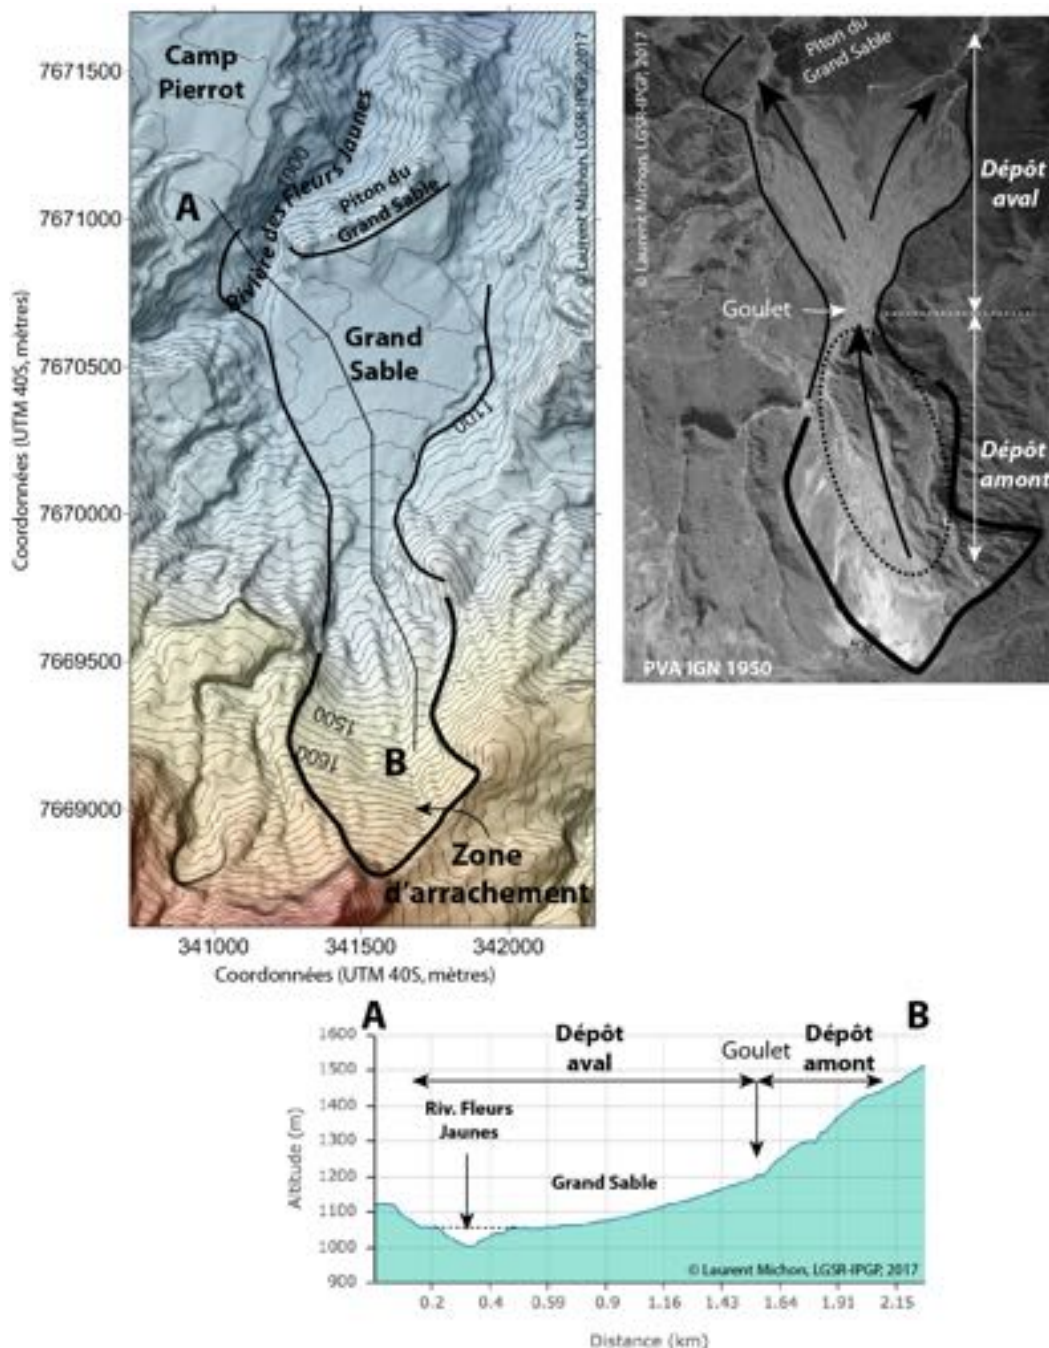 Camp
Pierrot
7671500
7671000
7670500
7670000
7669500
7669000
Coordonnées (UTM 40S, mètres)
© Laurent Michon, LGSR-IPGP, 2017
Rivière des Fleurs Jaunes
Piton du
Grand Sable
A
Grand
Sable
1100
1500
1600
B
Zone
d'arrachement
341000
341500
342000
Coordonnées (UTM 40S, mètres)
© Laurent Michon, LGSR-IPGP, 2017
Piton du
Grand Sable
Dépôt
aval
Goulet
Dépôt
amont
PVA IGN 1950
A
B
Dépôt
aval
Goulet
Dépôt
amont
Riv. Fleurs
Jaunes
Grand Sable
Altitude (m)
1600
1500
1400
1300
1200
1100
1000
900
© Laurent Michon, LGSR-IPGP, 2017
0.2
0.4
0.59
0.9
1.16
1.43
1.64
1.91
2.15
Distance (km)